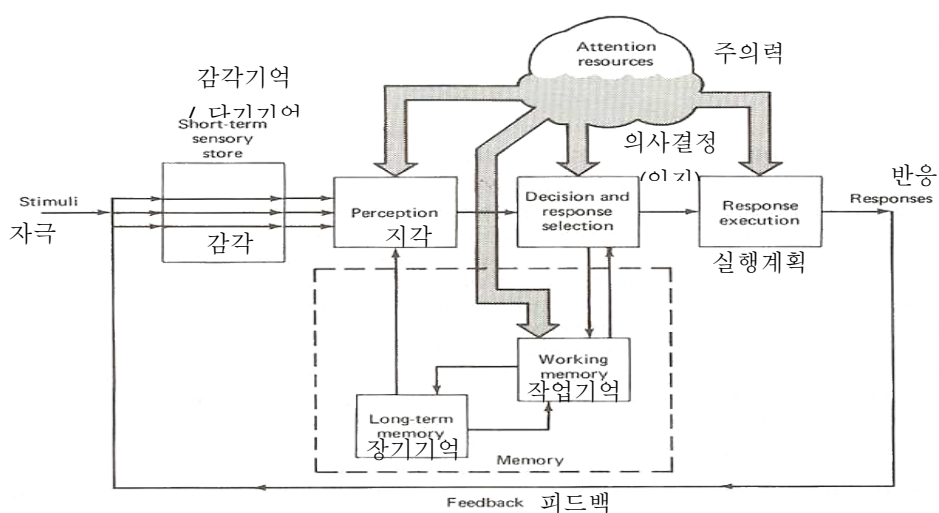 Attention
resources
주의력
감각기억
Short-term
sensory
store
의사결정
Stimuli
자극
감각
Perception
지각
Decision and
response
selection
Response
execution
실행계획
반응
Responses
Working
memory
작업기억
Long-term
memory
장기기억
Memory
Feedback 피드백